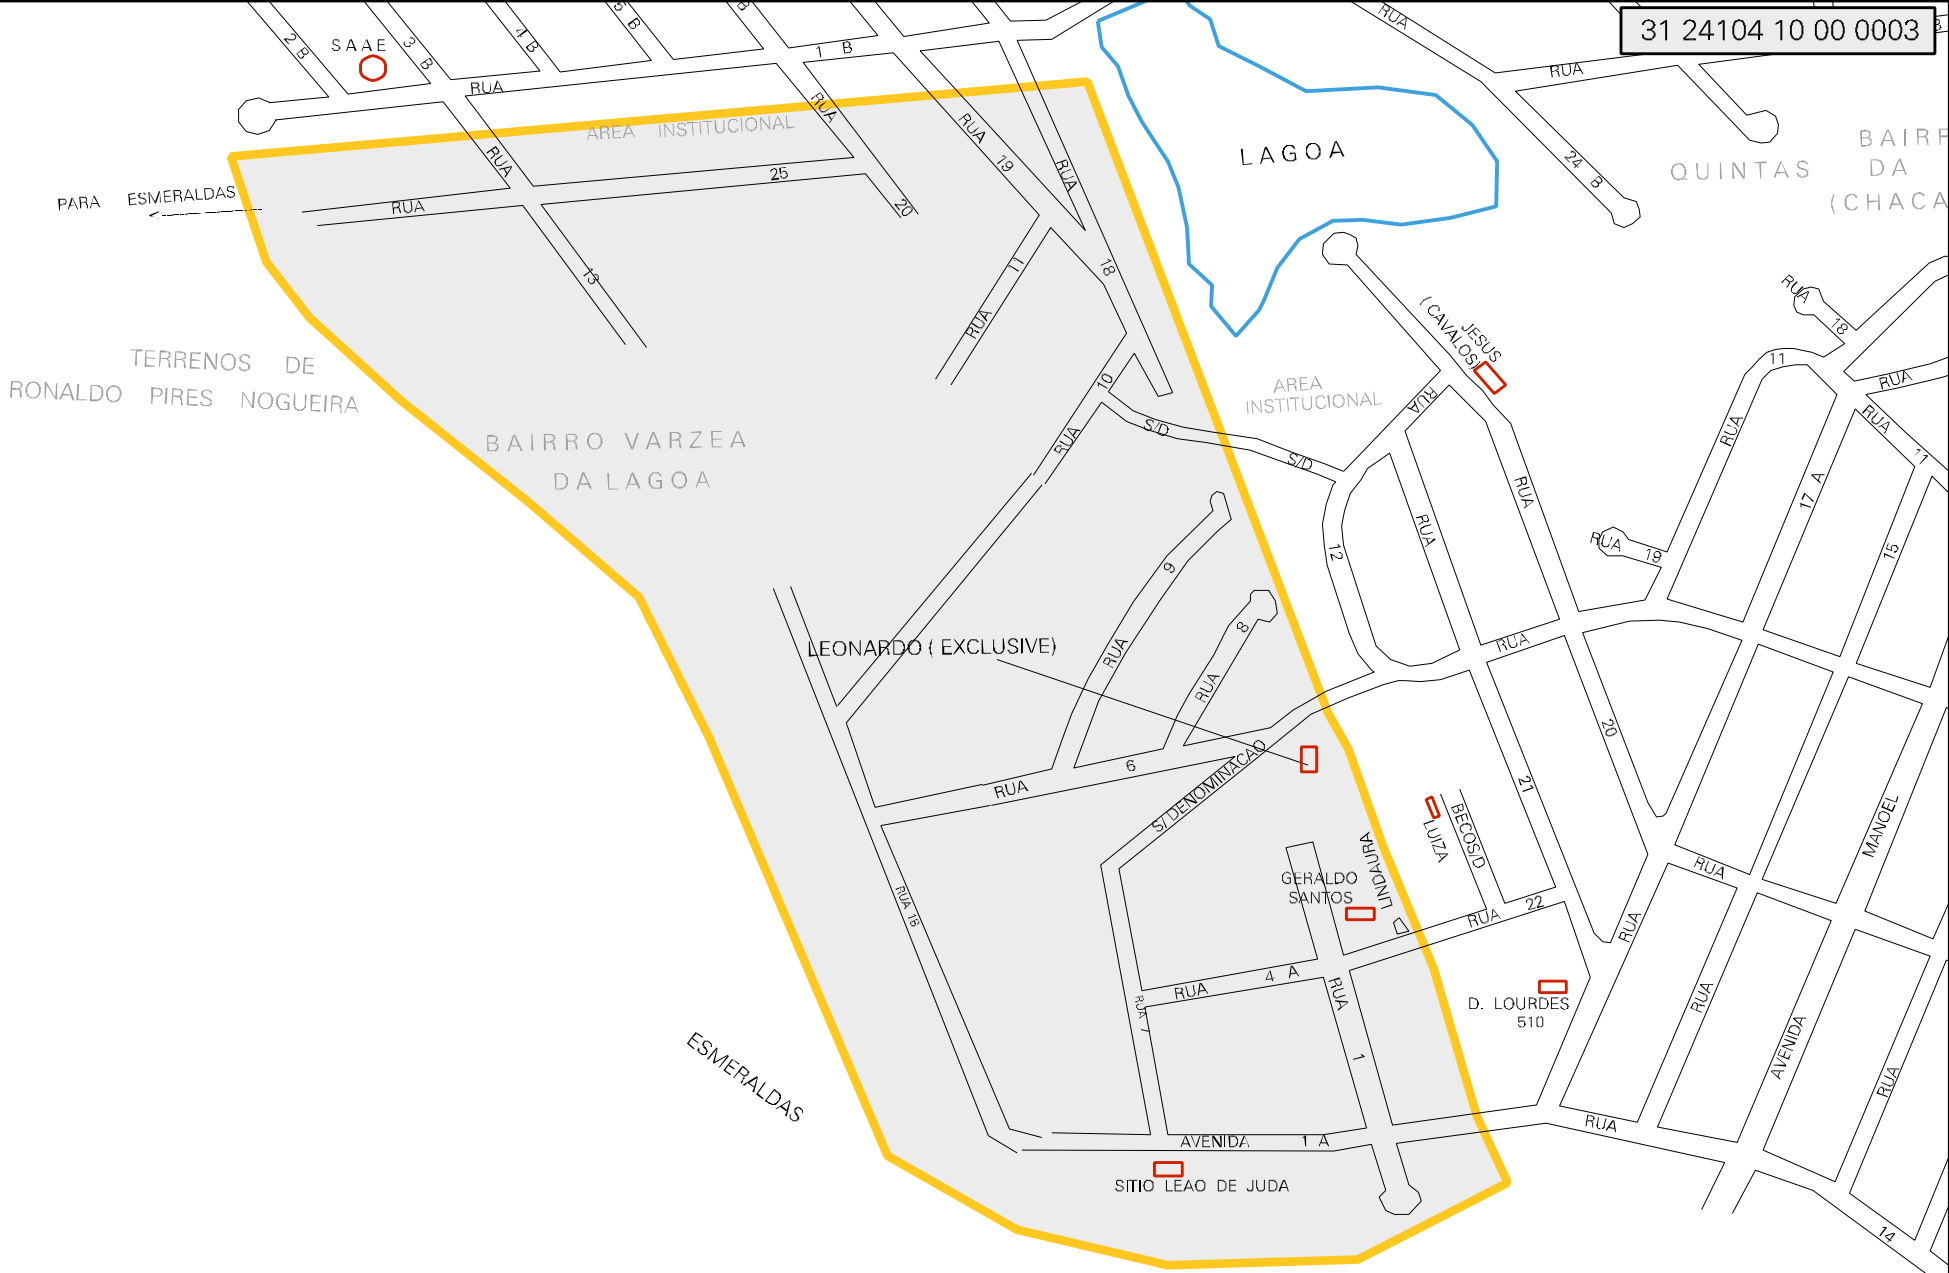 31 24104 10 00 0003
2 B
SAAE
3 B
4 B
5 B
B
1 B
RUA
RUA
RUA
RUA
24 B
B
AREA INSTITUCIONAL
RUA
RUA
19
RUA
LAGOA
BAIRR
QUINTAS DA
(CHACA
PARA ESMERALDAS
RUA
25
RUA
20
13
11
RUA
18
RUA
18
(CAVALOS)
JESUS
TERRENOS DE
RONALDO PIRES NOGUEIRA
AREA
INSTITUCIONAL
10
RUA
S/D
S/D
RUA
11
RUA
RUA
RUA
11
BAIRRO VARZEA
DA LAGOA
RUA
RUA
12
17 A
15
RUA
19
9
RUA
8
RUA
LEONARDO ( EXCLUSIVE)
RUA
20
21
6
RUA
S/ DENOMINACAO
LUIZA
BECOS/D
LINDAURA
GERALDO
SANTOS
MANOEL
RUA
RUA 18
RUA
22
RUA
RUA
4 A
RUA
RUA 7
1
D. LOURDES
510
RUA
AVENIDA
RUA
ESMERALDAS
AVENIDA 1 A
RUA
SITIO LEAO DE JUDA
14